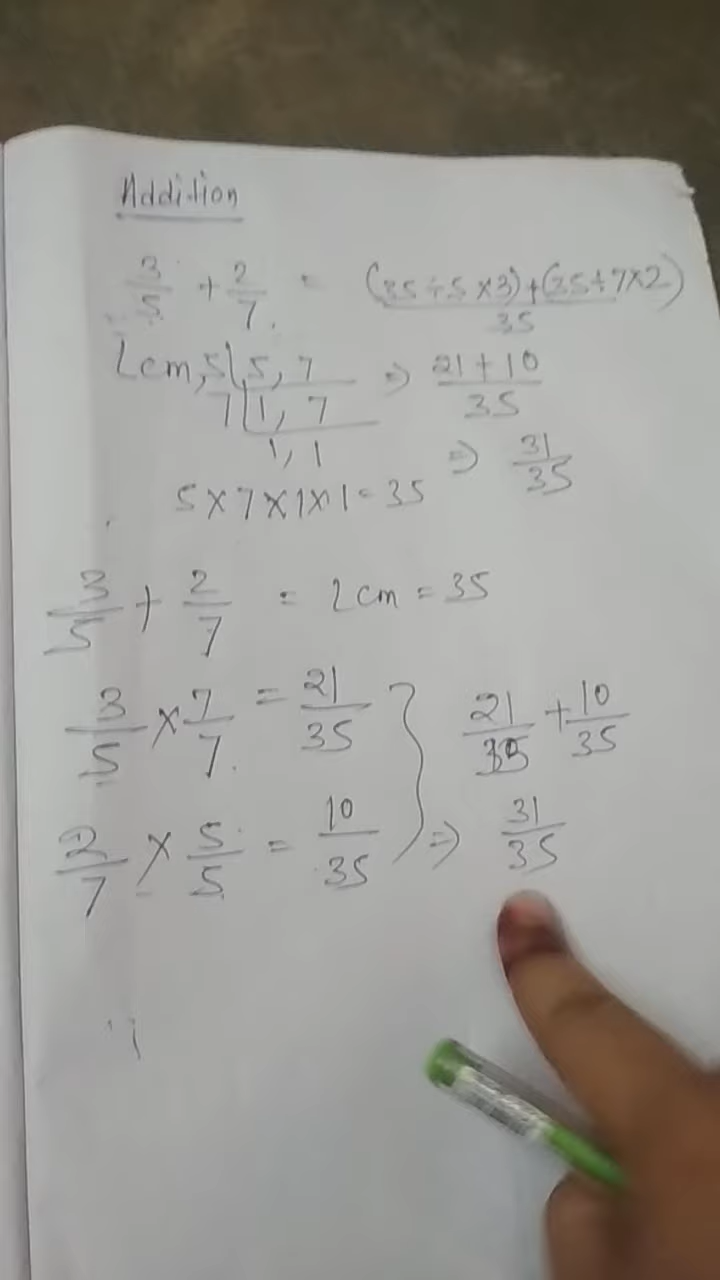 Addition
3/5 + 2/7 = (35÷5×3)+(35÷7×2)/35
Lcm, 5|5, 7 ⇒ 21+10/35
7|1, 7
1, 1 ⇒ 31/35
5×7×1×1=35
3/5 + 2/7 = Lcm = 35
3/5 × 7/7 = 21/35 } 21/35 + 10/35
2/7 × 5/5 = 10/35 ⇒ 31/35